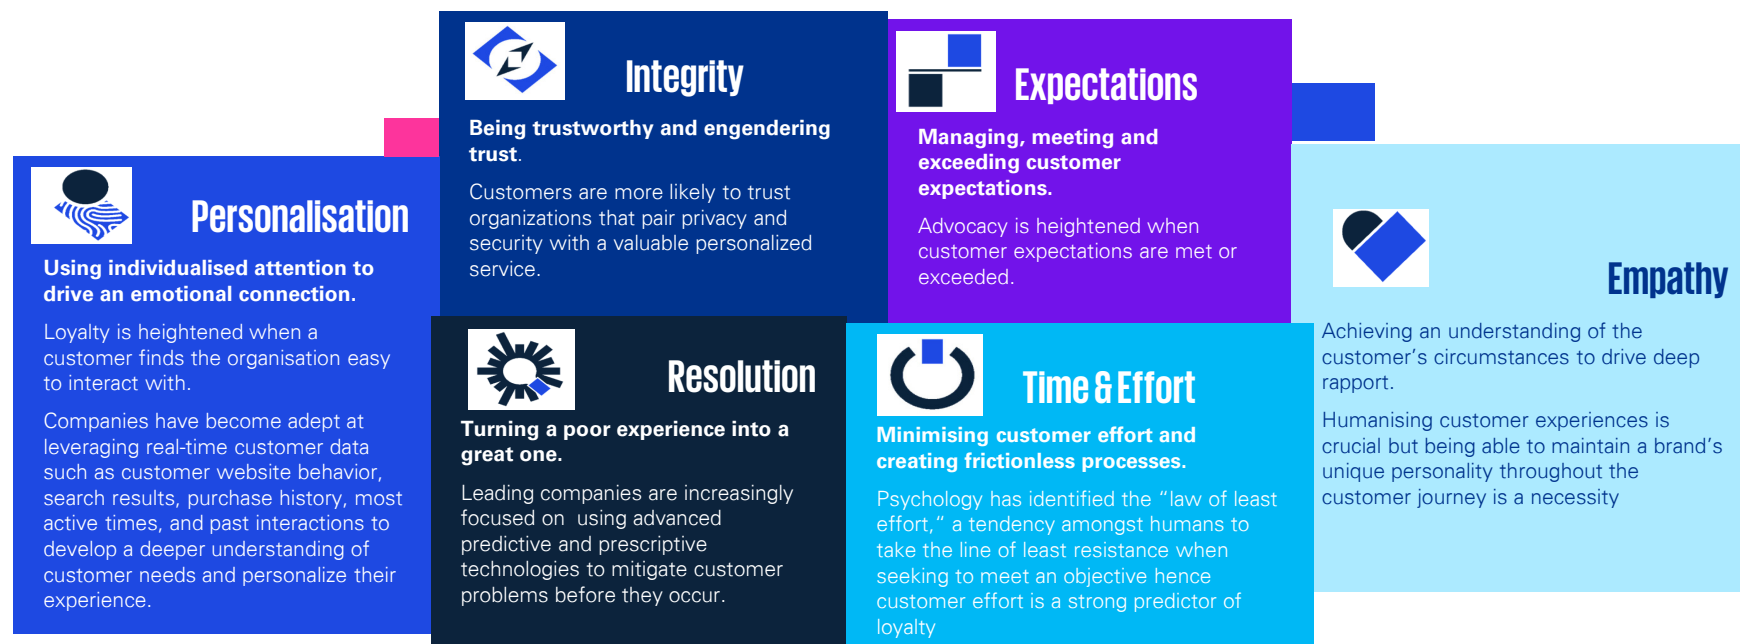 Personalisation
Using individualised attention to
drive an emotional connection.
Loyalty is heightened when a
customer finds the organisation easy
to interact with.
Companies have become adept at
leveraging real-time customer data
such as customer website behavior,
search results, purchase history, most
active times, and past interactions to
develop a deeper understanding of
customer needs and personalize their
experience.
Integrity
Being trustworthy and engendering
trust.
Customers are more likely to trust
organizations that pair privacy and
security with a valuable personalized
service.
Expectations
Managing, meeting and
exceeding customer
expectations.
Advocacy is heightened when
customer expectations are met or
exceeded.
Resolution
Turning a poor experience into a
great one.
Leading companies are increasingly
focused on  using advanced
predictive and prescriptive
technologies to mitigate customer
problems before they occur.
Time & Effort
Minimising customer effort and
creating frictionless processes.
Psychology has identified the “law of least
effort,” a tendency amongst humans to
take the line of least resistance when
seeking to meet an objective hence
customer effort is a strong predictor of
loyalty
Empathy
Achieving an understanding of the
customer’s circumstances to drive deep
rapport.
Humanising customer experiences is
crucial but being able to maintain a brand’s
unique personality throughout the
customer journey is a necessity